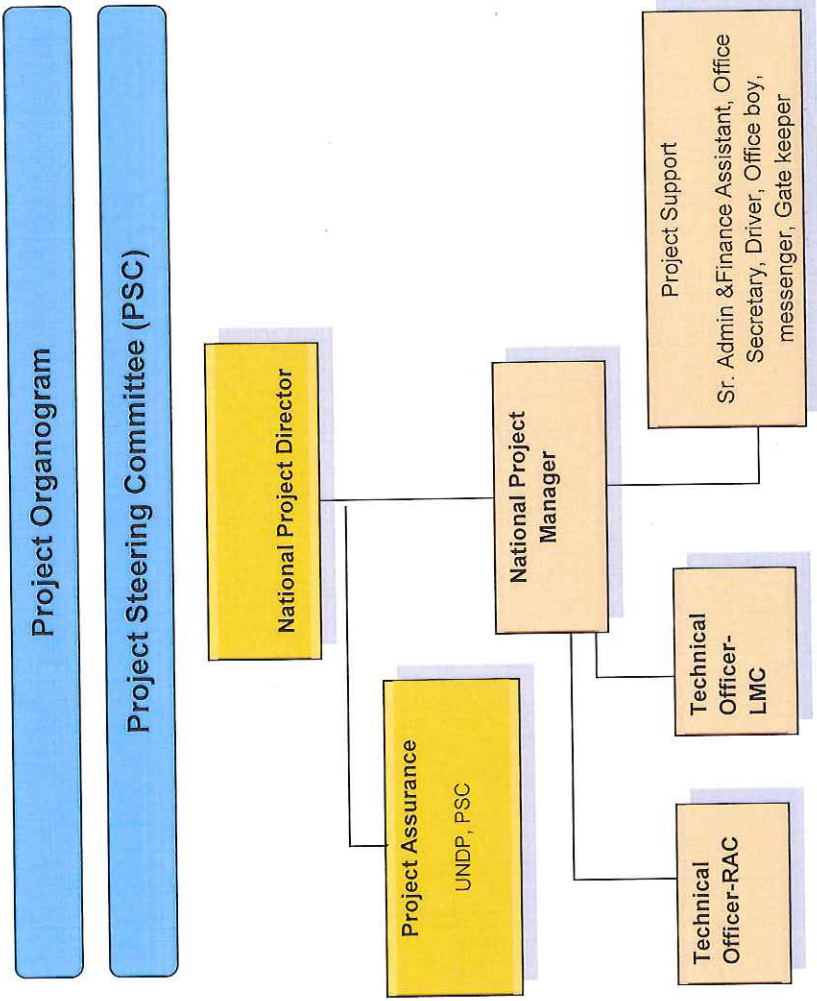 Project Organogram
Project Steering Committee (PSC)
National Project Director
Project Assurance
UNDP, PSC
National Project
Manager
Technical
Officer-RAC
Technical
Officer-
LMC
Project Support
Sr. Admin &Finance Assistant, Office
Secretary, Driver, Office boy,
messenger, Gate keeper